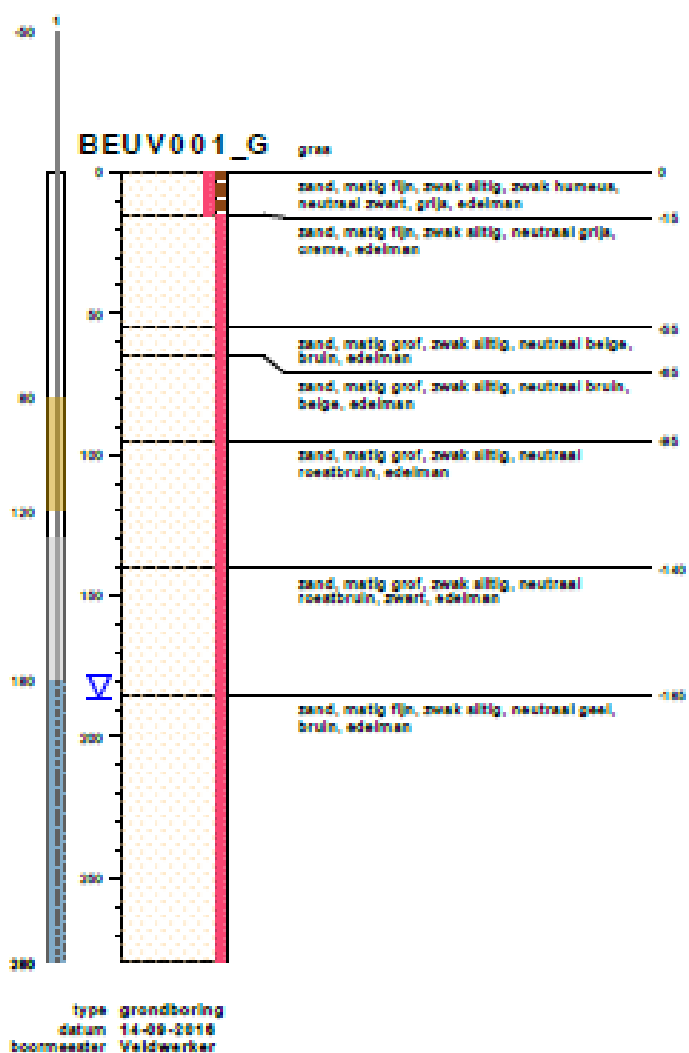 1
-50
BEUV001_G
gras
0
0
zand, matig fijn, zwak siltig, zwak humeus,
neutraal zwart, grijs, edelman
-15
zand, matig fijn, zwak siltig, neutraal grijs,
creme, edelman
50
-55
zand, matig grof, zwak siltig, neutraal beige,
bruin, edelman
-65
zand, matig grof, zwak siltig, neutraal bruin,
beige, edelman
80
-95
100
zand, matig grof, zwak siltig, neutraal
roestbruin, edelman
120
-140
150
zand, matig grof, zwak siltig, neutraal
roestbruin, zwart, edelman
180
-185
zand, matig fijn, zwak siltig, neutraal geel,
bruin, edelman
200
250
280
type grondboring
datum 14-09-2016
boormeester Veldwerker